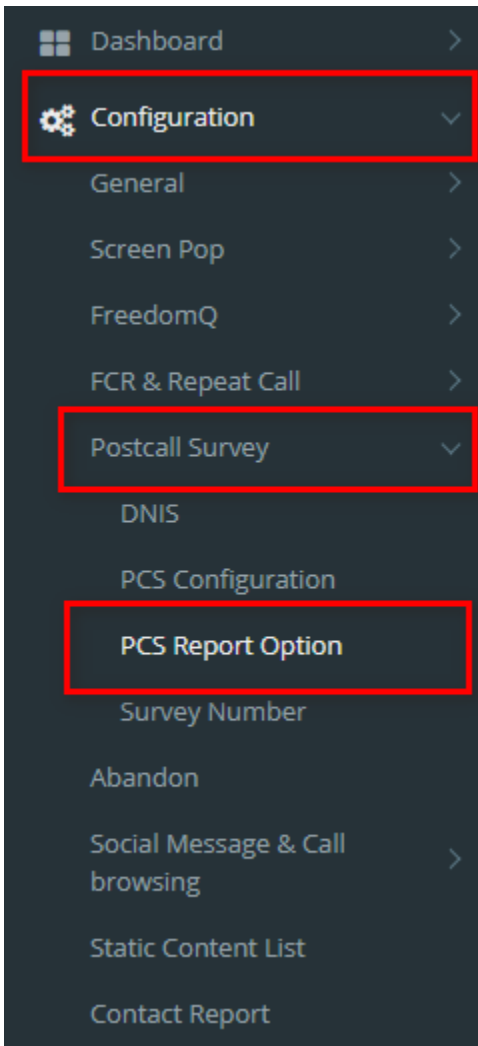 Dashboard
Configuration
General
Screen Pop
FreedomQ
FCR & Repeat Call
Postcall Survey
DNIS
PCS Configuration
PCS Report Option
Survey Number
Abandon
Social Message & Call
browsing
Static Content List
Contact Report